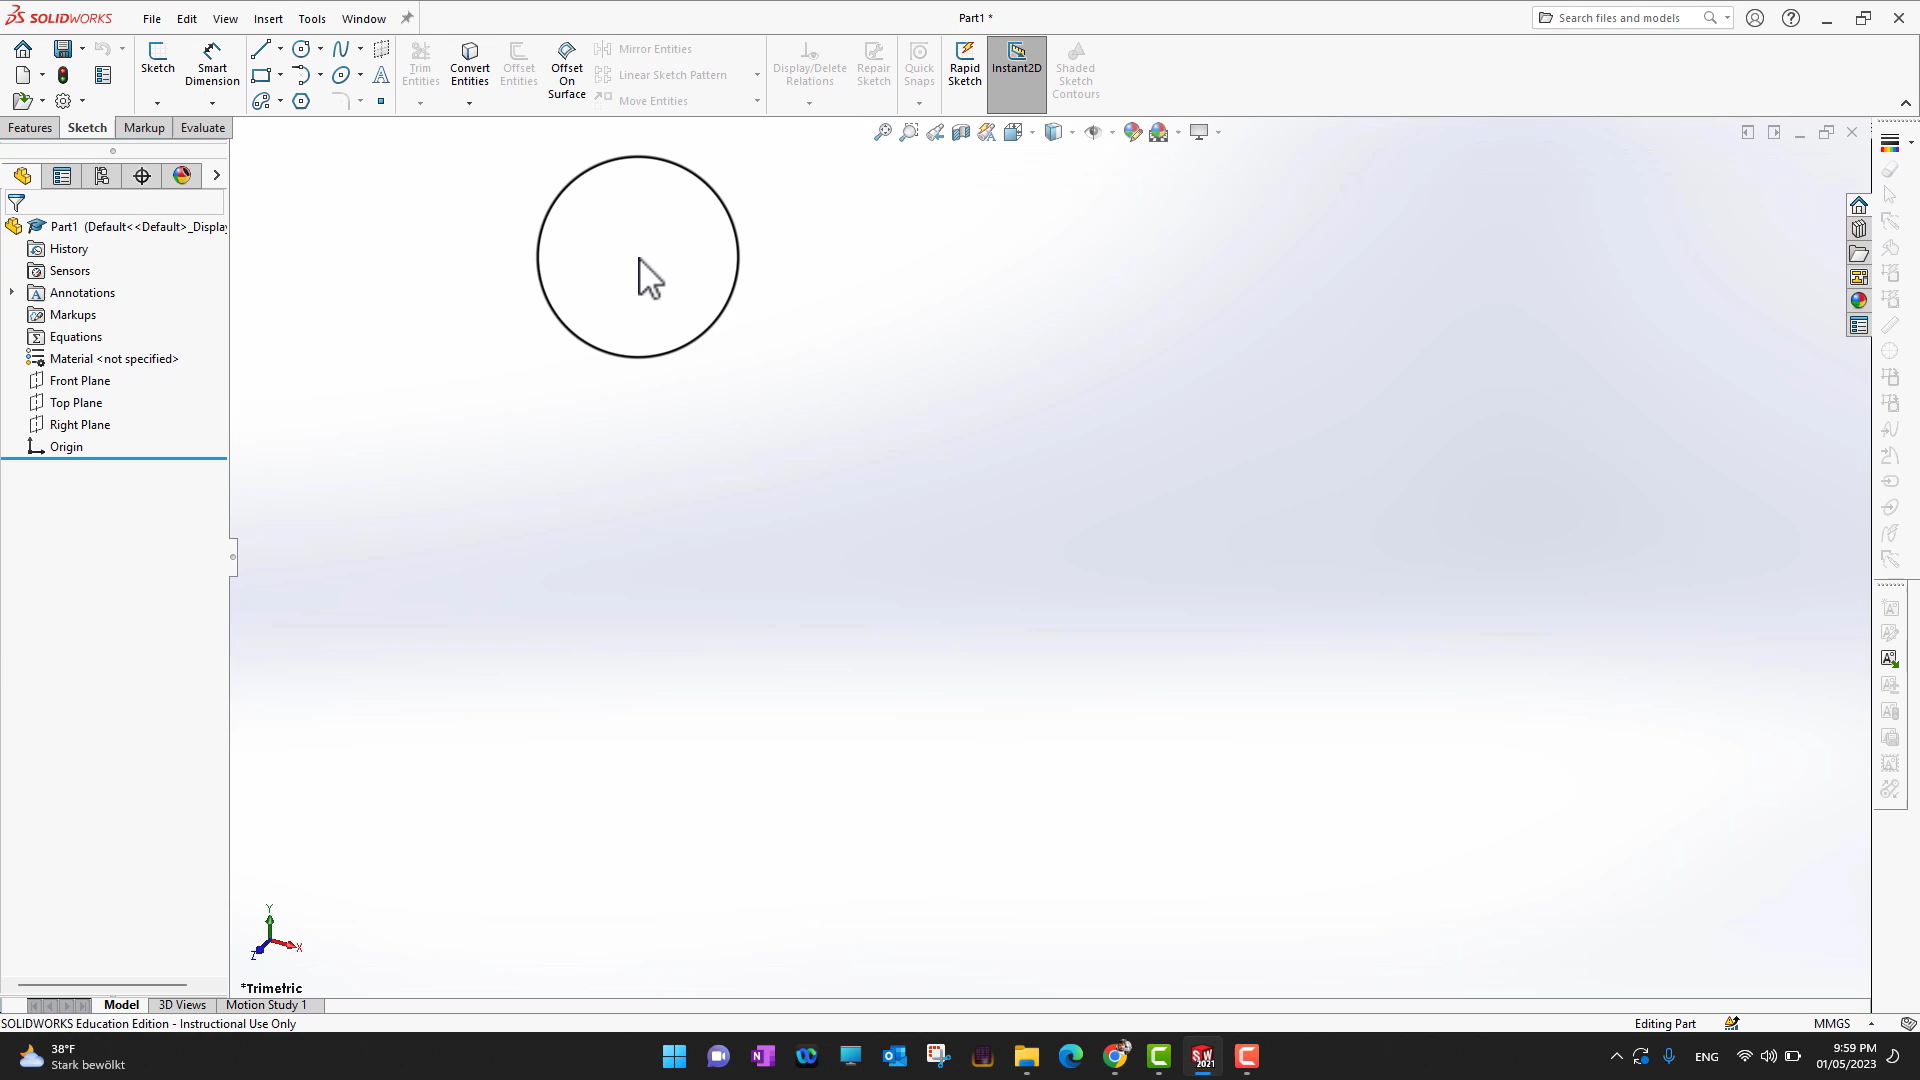 SOLIDWORKS File Edit View Insert Tools Window Part1 * Search files and models
Sketch Smart Dimension Trim Entities Convert Entities Offset Entities Offset On Surface Mirror Entities Linear Sketch Pattern Move Entities Display/Delete Relations Repair Sketch Quick Snaps Rapid Sketch Instant2D Shaded Sketch Contours
Features Sketch Markup Evaluate
Part1 (Default<<Default>_Display
History
Sensors
Annotations
Markups
Equations
Material <not specified>
Front Plane
Top Plane
Right Plane
Origin
Y
X
Z
*Trimetric
Model 3D Views Motion Study 1
SOLIDWORKS Education Edition - Instructional Use Only Editing Part MMGS
38°F
Stark bewölkt
SW
2021
ENG
9:59 PM
01/05/2023